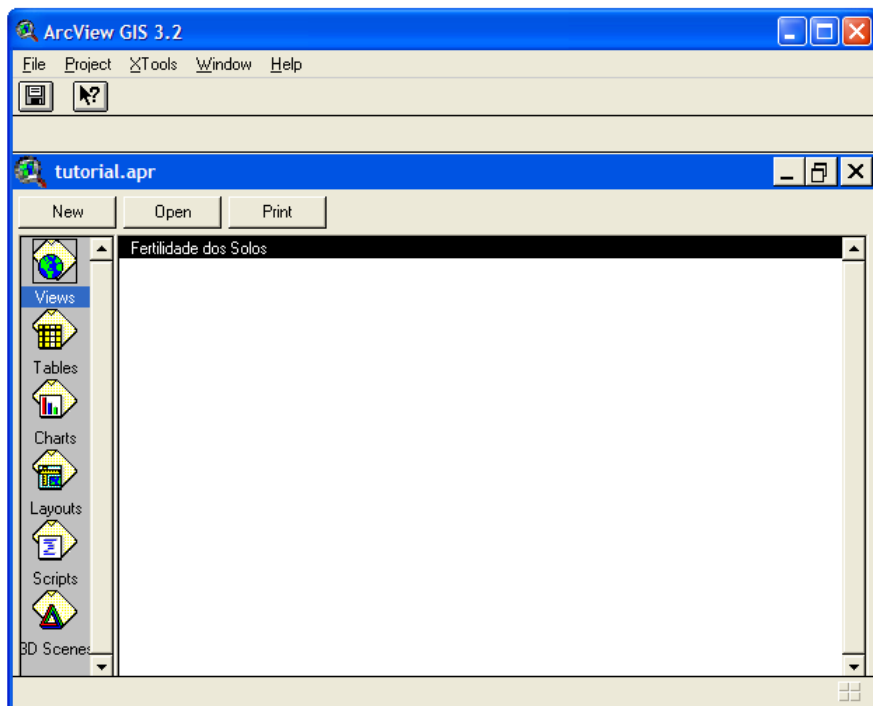 ArcView GIS 3.2
File Project XTools Window Help
tutorial.apr
New Open Print
Fertilidade dos Solos
Views
Tables
Charts
Layouts
Scripts
3D Scenes